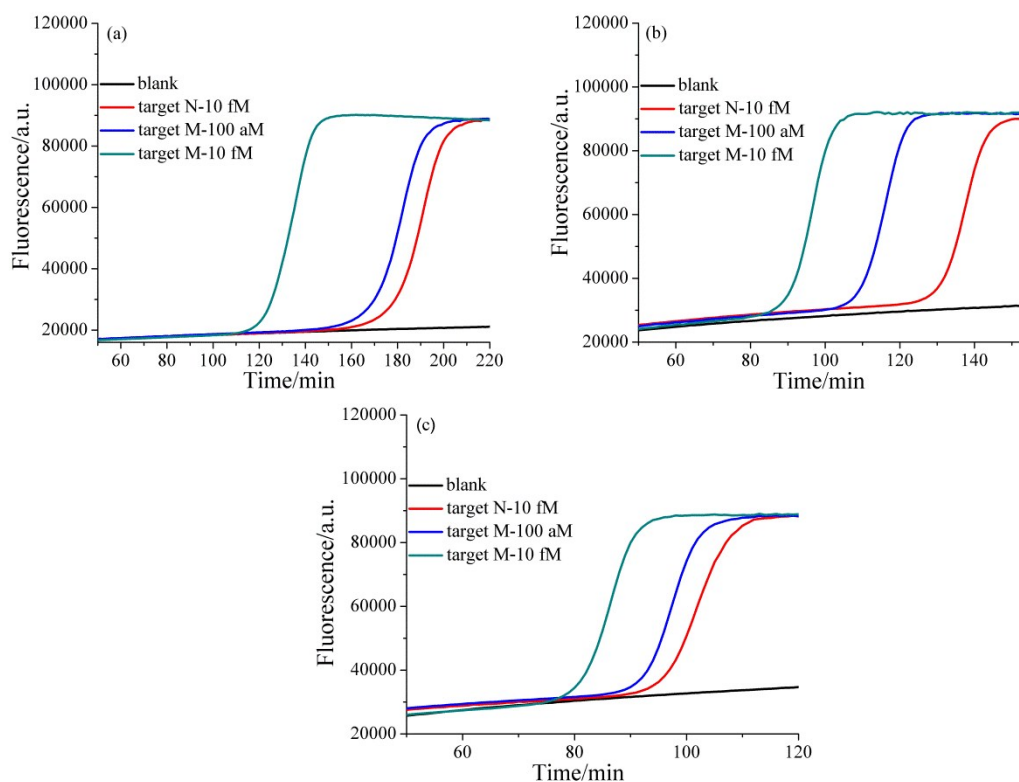 (a)
120000
100000
80000
60000
40000
20000
Fluorescence/a.u.
blank
target N-10 fM
target M-100 aM
target M-10 fM
60 80 100 120 140 160 180 200 220
Time/min
(b)
120000
100000
80000
60000
40000
20000
Fluorescence/a.u.
blank
target N-10 fM
target M-100 aM
target M-10 fM
60 80 100 120 140
Time/min
(c)
120000
100000
80000
60000
40000
20000
Fluorescence/a.u.
blank
target N-10 fM
target M-100 aM
target M-10 fM
60 80 100 120
Time/min